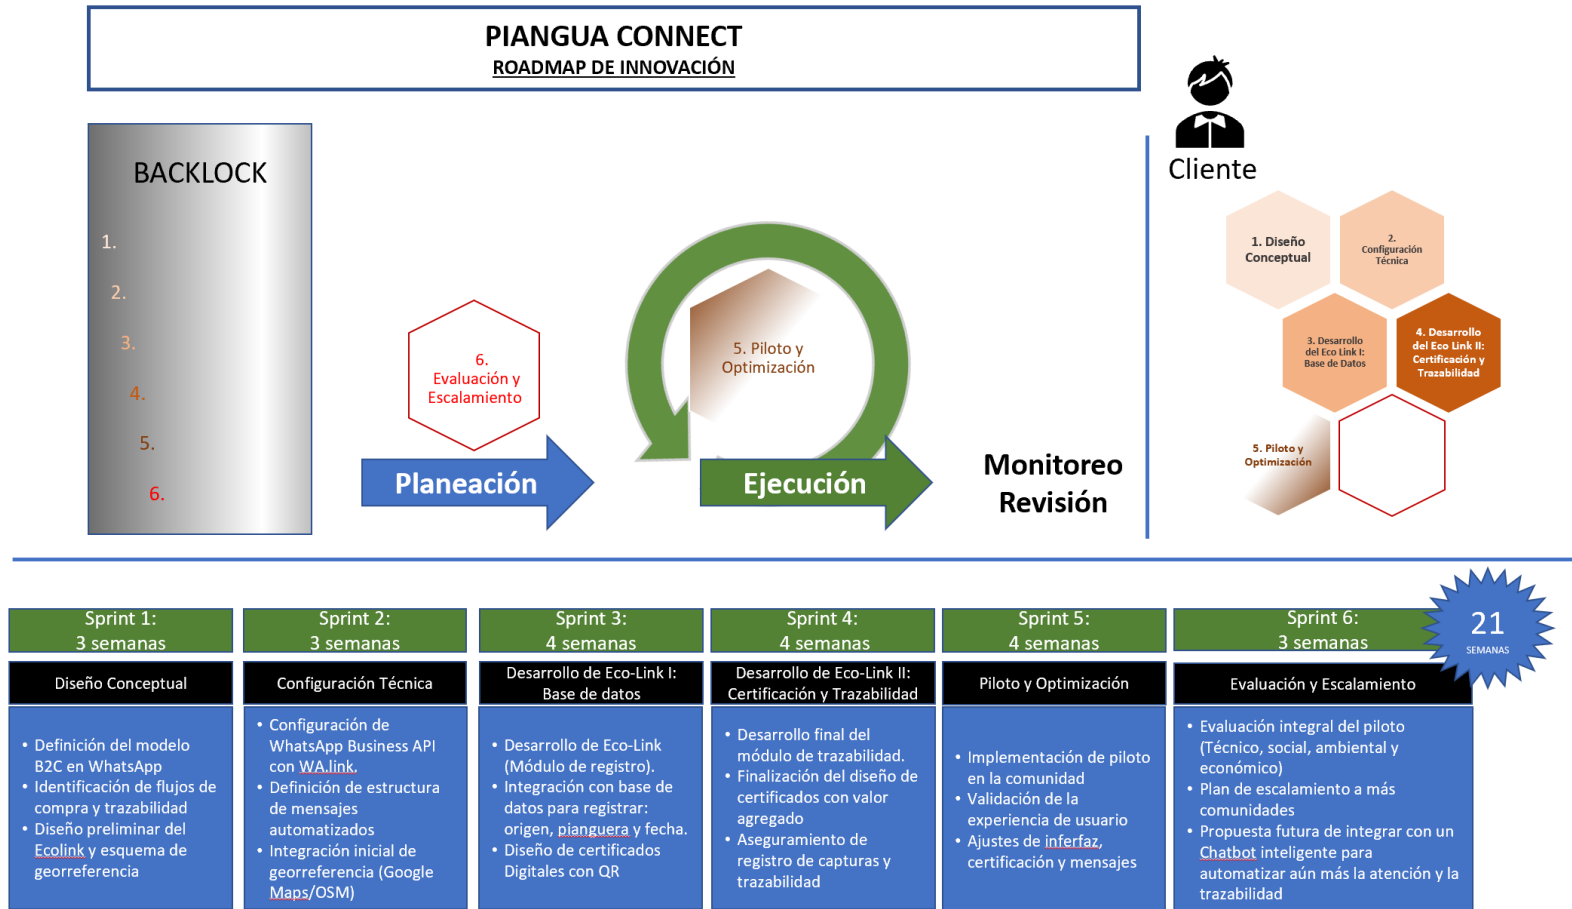 PIANGUA CONNECT
ROADMAP DE INNOVACIÓN
BACKLOCK
1.
2.
3.
4.
5.
6.
6.
Evaluación y
Escalamiento
Planeación
5. Piloto y
Optimización
Ejecución
Monitoreo
Revisión
Cliente
1. Diseño
Conceptual
2.
Configuración
Técnica
3. Desarrollo
del Eco Link I:
Base de Datos
4. Desarrollo
del Eco Link II:
Certificación y
Trazabilidad
5. Piloto y
Optimización
21
SEMANAS
Sprint 1:
3 semanas
Diseño Conceptual
• Definición del modelo
B2C en WhatsApp
• Identificación de flujos de
compra y trazabilidad
• Diseño preliminar del
Ecolink y esquema de
georreferencia
Sprint 2:
3 semanas
Configuración Técnica
• Configuración de
WhatsApp Business API
con WA.link.
• Definición de estructura
de mensajes
automatizados
• Integración inicial de
georreferencia (Google
Maps/OSM)
Sprint 3:
4 semanas
Desarrollo de Eco-Link I:
Base de datos
• Desarrollo de Eco-Link
(Módulo de registro).
• Integración con base de
datos para registrar:
origen, pianguera y fecha.
• Diseño de certificados
Digitales con QR
Sprint 4:
4 semanas
Desarrollo de Eco-Link II:
Certificación y Trazabilidad
• Desarrollo final del
módulo de trazabilidad.
• Finalización del diseño de
certificados con valor
agregado
• Aseguramiento de
registro de capturas y
trazabilidad
Sprint 5:
4 semanas
Piloto y Optimización
• Implementación de piloto
en la comunidad
• Validación de la
experiencia de usuario
• Ajustes de inferfaz,
certificación y mensajes
Sprint 6:
3 semanas
Evaluación y Escalamiento
• Evaluación integral del piloto
(Técnico, social, ambiental y
económico)
• Plan de escalamiento a más
comunidades
• Propuesta futura de integrar con un
Chatbot inteligente para
automatizar aún más la atención y la
trazabilidad